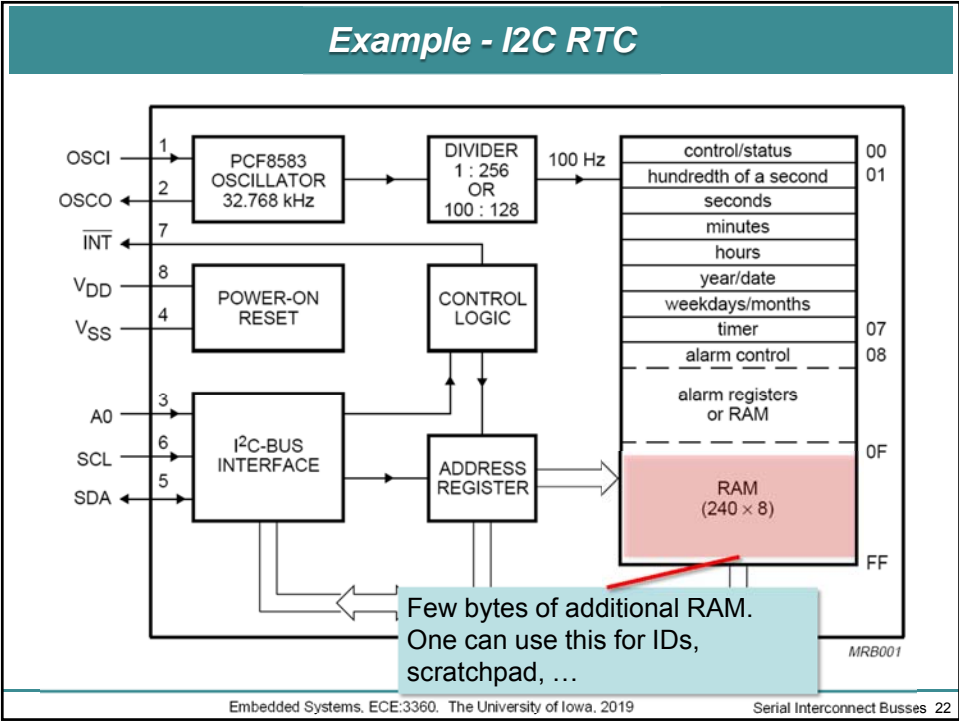 Example - I2C RTC
OSCI
1
OSCO
2
INT
7
VDD
8
VSS
4
A0
3
SCL
6
SDA
5
PCF8583
OSCILLATOR
32.768 kHz
DIVIDER
1 : 256
OR
100 : 128
100 Hz
POWER-ON
RESET
CONTROL
LOGIC
I2C-BUS
INTERFACE
ADDRESS
REGISTER
control/status 00
hundredth of a second 01
seconds
minutes
hours
year/date
weekdays/months
timer 07
alarm control 08
alarm registers
or RAM
0F
RAM
(240 × 8)
FF
Few bytes of additional RAM.
One can use this for IDs,
scratchpad, …
MRB001
Embedded Systems, ECE:3360. The University of Iowa, 2019
Serial Interconnect Busses 22